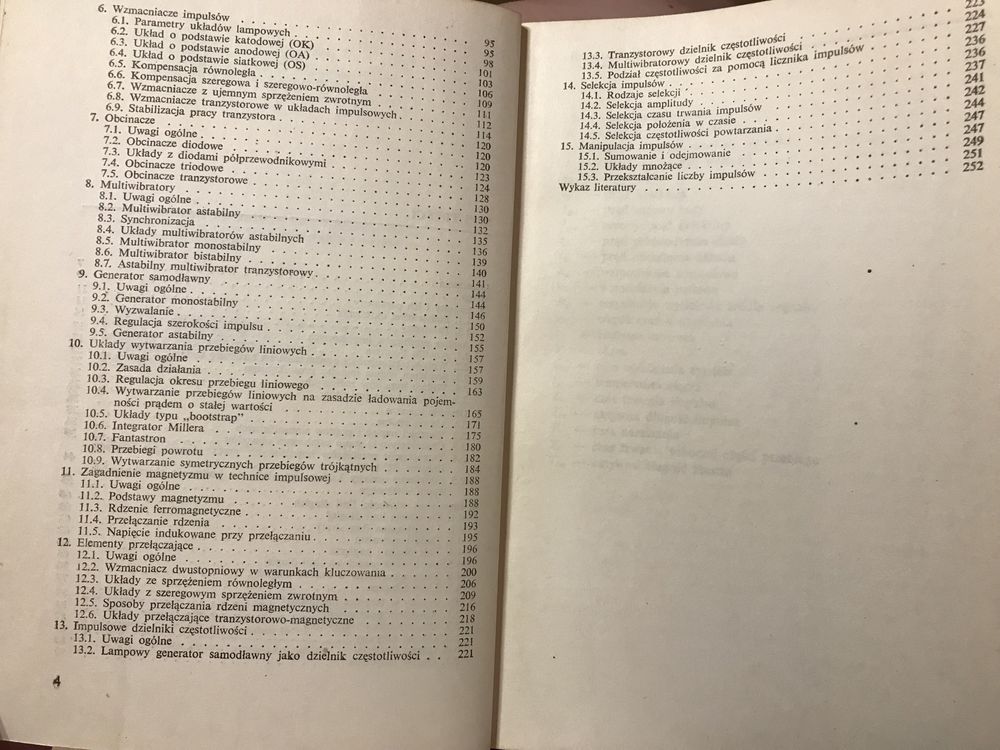 6. Wzmacniacze impulsów . . . 95
6.1. Parametry układów lampowych . . . 95
6.2. Układ o podstawie katodowej (OK) . . . 98
6.3. Układ o podstawie anodowej (OA) . . . 101
6.4. Układ o podstawie siatkowej (OS) . . . 103
6.5. Kompensacja równoległa . . . 106
6.6. Kompensacja szeregowa i szeregowo-równoległa . . . 109
6.7. Wzmacniacze z ujemnym sprzężeniem zwrotnym . . . 111
6.8. Wzmacniacze tranzystorowe w układach impulsowych . . . 112
6.9. Stabilizacja pracy tranzystora . . . 114
7. Obcinacze . . . 120
7.1. Uwagi ogólne . . . 120
7.2. Obcinacze diodowe . . . 120
7.3. Układy z diodami półprzewodnikowymi . . . 123
7.4. Obcinacze triodowe . . . 124
7.5. Obcinacze tranzystorowe . . . 128
8. Multiwibratory . . . 130
8.1. Uwagi ogólne . . . 130
8.2. Multiwibrator astabilny . . . 132
8.3. Synchronizacja . . . 135
8.4. Układy multiwibratorów astabilnych . . . 136
8.5. Multiwibrator monostabilny . . . 139
8.6. Multiwibrator bistabilny . . . 140
8.7. Astabilny multiwibrator tranzystorowy . . . 141
9. Generator samodławny . . . 144
9.1. Uwagi ogólne . . . 144
9.2. Generator monostabilny . . . 146
9.3. Wyzwalanie . . . 150
9.4. Regulacja szerokości impulsu . . . 152
9.5. Generator astabilny . . . 155
10. Układy wytwarzania przebiegów liniowych . . . 157
10.1. Uwagi ogólne . . . 157
10.2. Zasada działania . . . 159
10.3. Regulacja okresu przebiegu liniowego . . . 163
10.4. Wytwarzanie przebiegów liniowych na zasadzie ładowania pojem-
ności prądem o stałej wartości . . . 165
10.5. Układy typu „bootstrap” . . . 171
10.6. Integrator Millera . . . 175
10.7. Fantastron . . . 180
10.8. Przebiegi powrotu . . . 182
10.9. Wytwarzanie symetrycznych przebiegów trójkątnych . . . 184
11. Zagadnienie magnetyzmu w technice impulsowej . . . 188
11.1. Uwagi ogólne . . . 188
11.2. Podstawy magnetyzmu . . . 188
11.3. Rdzenie ferromagnetyczne . . . 192
11.4. Przełączanie rdzenia . . . 193
11.5. Napięcie indukowane przy przełączaniu . . . 195
12. Elementy przełączające . . . 196
12.1. Uwagi ogólne . . . 196
12.2. Wzmacniacz dwustopniowy w warunkach kluczowania . . . 200
12.3. Układy ze sprzężeniem równoległym . . . 206
12.4. Układy z szeregowym sprzężeniem zwrotnym . . . 209
12.5. Sposoby przełączania rdzeni magnetycznych . . . 216
12.6. Układy przełączające tranzystorowo-magnetyczne . . . 218
13. Impulsowe dzielniki częstotliwości . . . 221
13.1. Uwagi ogólne . . . 221
13.2. Lampowy generator samodławny jako dzielnik częstotliwości . . . 221
4
13.3. Tranzystorowy dzielnik częstotliwości . . . 223
13.4. Multiwibratorowy dzielnik częstotliwości . . . 224
13.5. Podział częstotliwości za pomocą licznika impulsów . . . 227
14. Selekcja impulsów . . . 236
14.1. Rodzaje selekcji . . . 236
14.2. Selekcja amplitudy . . . 237
14.3. Selekcja czasu trwania impulsów . . . 241
14.4. Selekcja położenia w czasie . . . 242
14.5. Selekcja częstotliwości powtarzania . . . 244
15. Manipulacja impulsów . . . 247
15.1. Sumowanie i odejmowanie . . . 247
15.2. Układy mnożące . . . 249
15.3. Przekształcanie liczby impulsów . . . 251
Wykaz literatury . . . 252